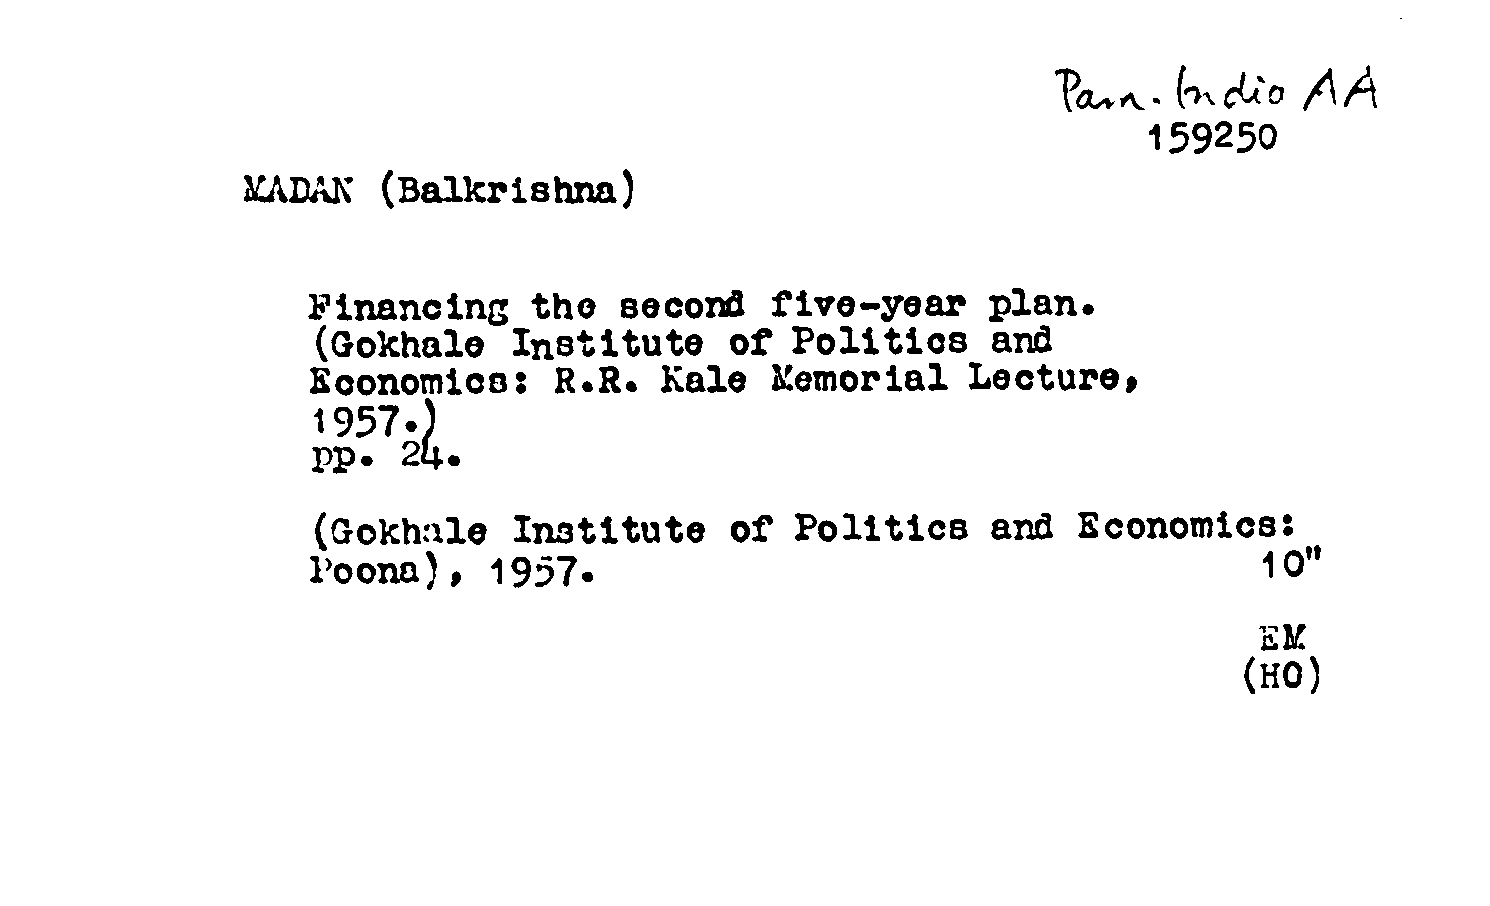 Pam. India AA
159250
MADAN (Balkrishna)
Financing the second five-year plan.
(Gokhale Institute of Politics and
Economics: R.R. Kale Memorial Lecture,
1957.)
pp. 24.
(Gokhale Institute of Politics and Economics:
Poona), 1957.
10"
EM
(HO)